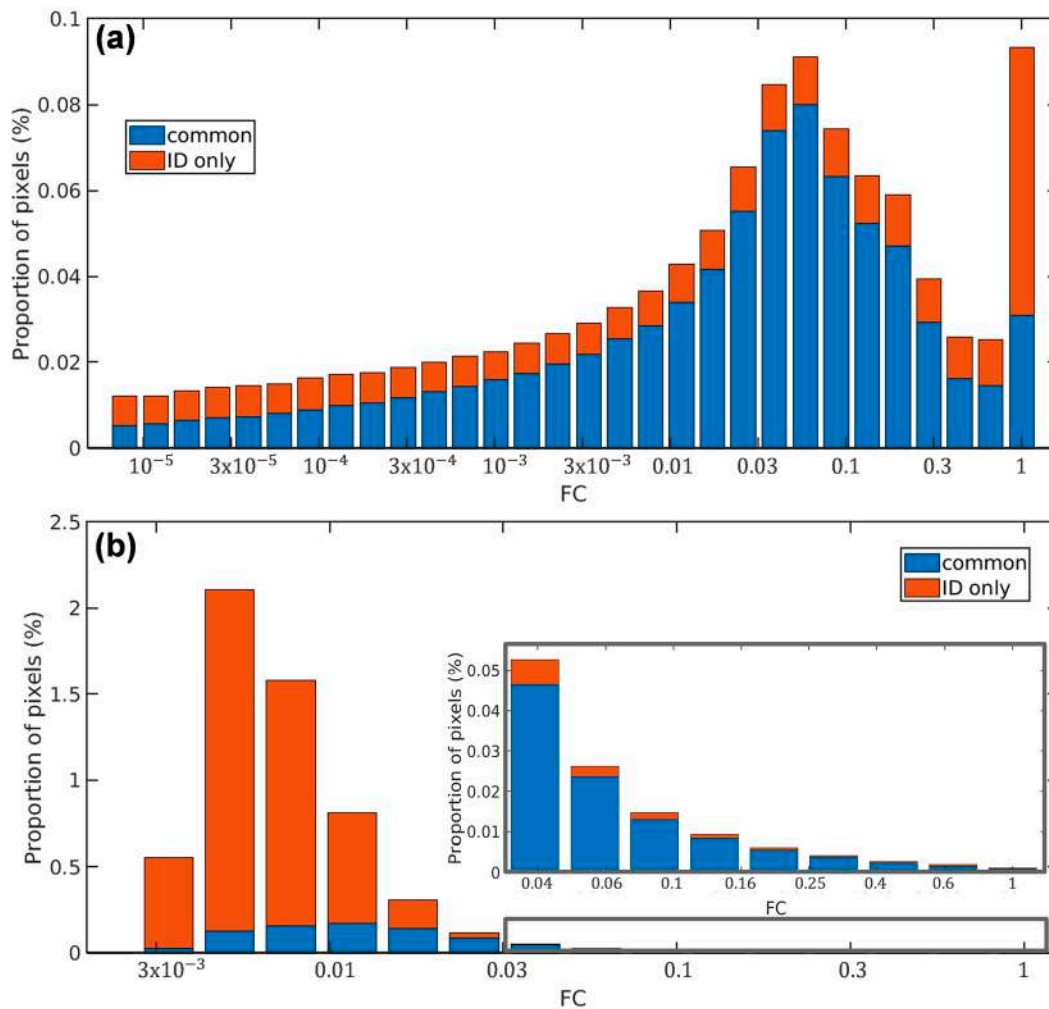 (a)
Proportion of pixels (%)
0.1
0.08
0.06
0.04
0.02
0
common
ID only
10⁻⁵ 3x10⁻⁵ 10⁻⁴ 3x10⁻⁴ 10⁻³ 3x10⁻³ 0.01 0.03 0.1 0.3 1
FC
(b)
Proportion of pixels (%)
2.5
2
1.5
1
0.5
0
common
ID only
Proportion of pixels (%)
0.05
0.04
0.03
0.02
0.01
0
0.04 0.06 0.1 0.16 0.25 0.4 0.6 1
FC
3x10⁻³ 0.01 0.03 0.1 0.3 1
FC